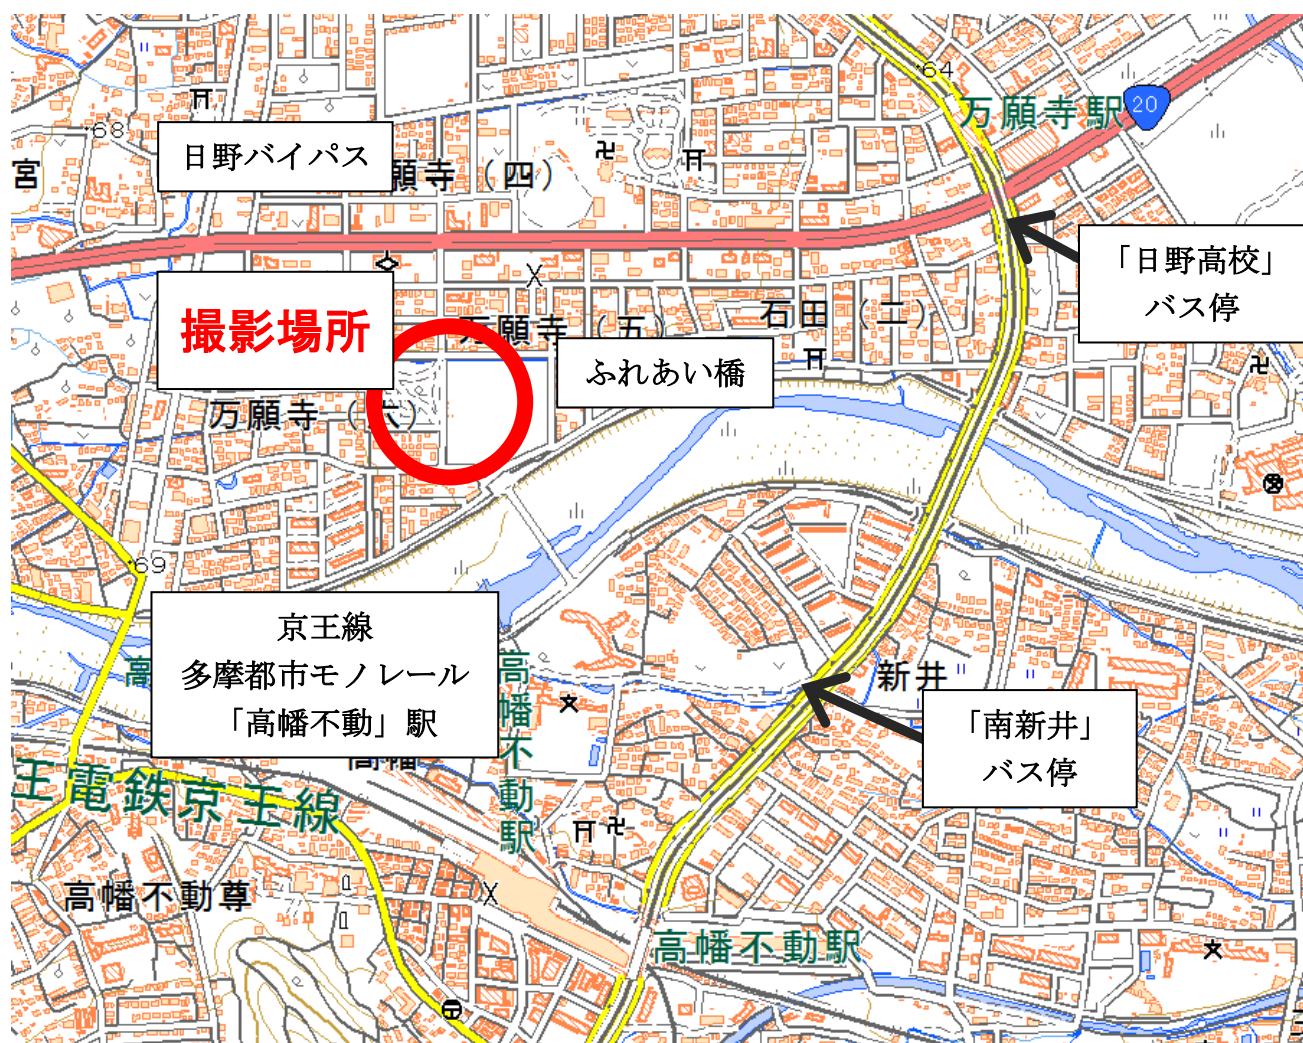 64
万願寺駅
20
68
日野バイパス
宮
願寺(四)
「日野高校」
バス停
撮影場所
万願寺(五)
石田(二)
ふれあい橋
万願寺(六)
69
京王線
多摩都市モノレール
「高幡不動」駅
高
高幡不動駅
新井
「南新井」
バス停
高幡
王電鉄京王線
高幡不動尊
高幡不動駅